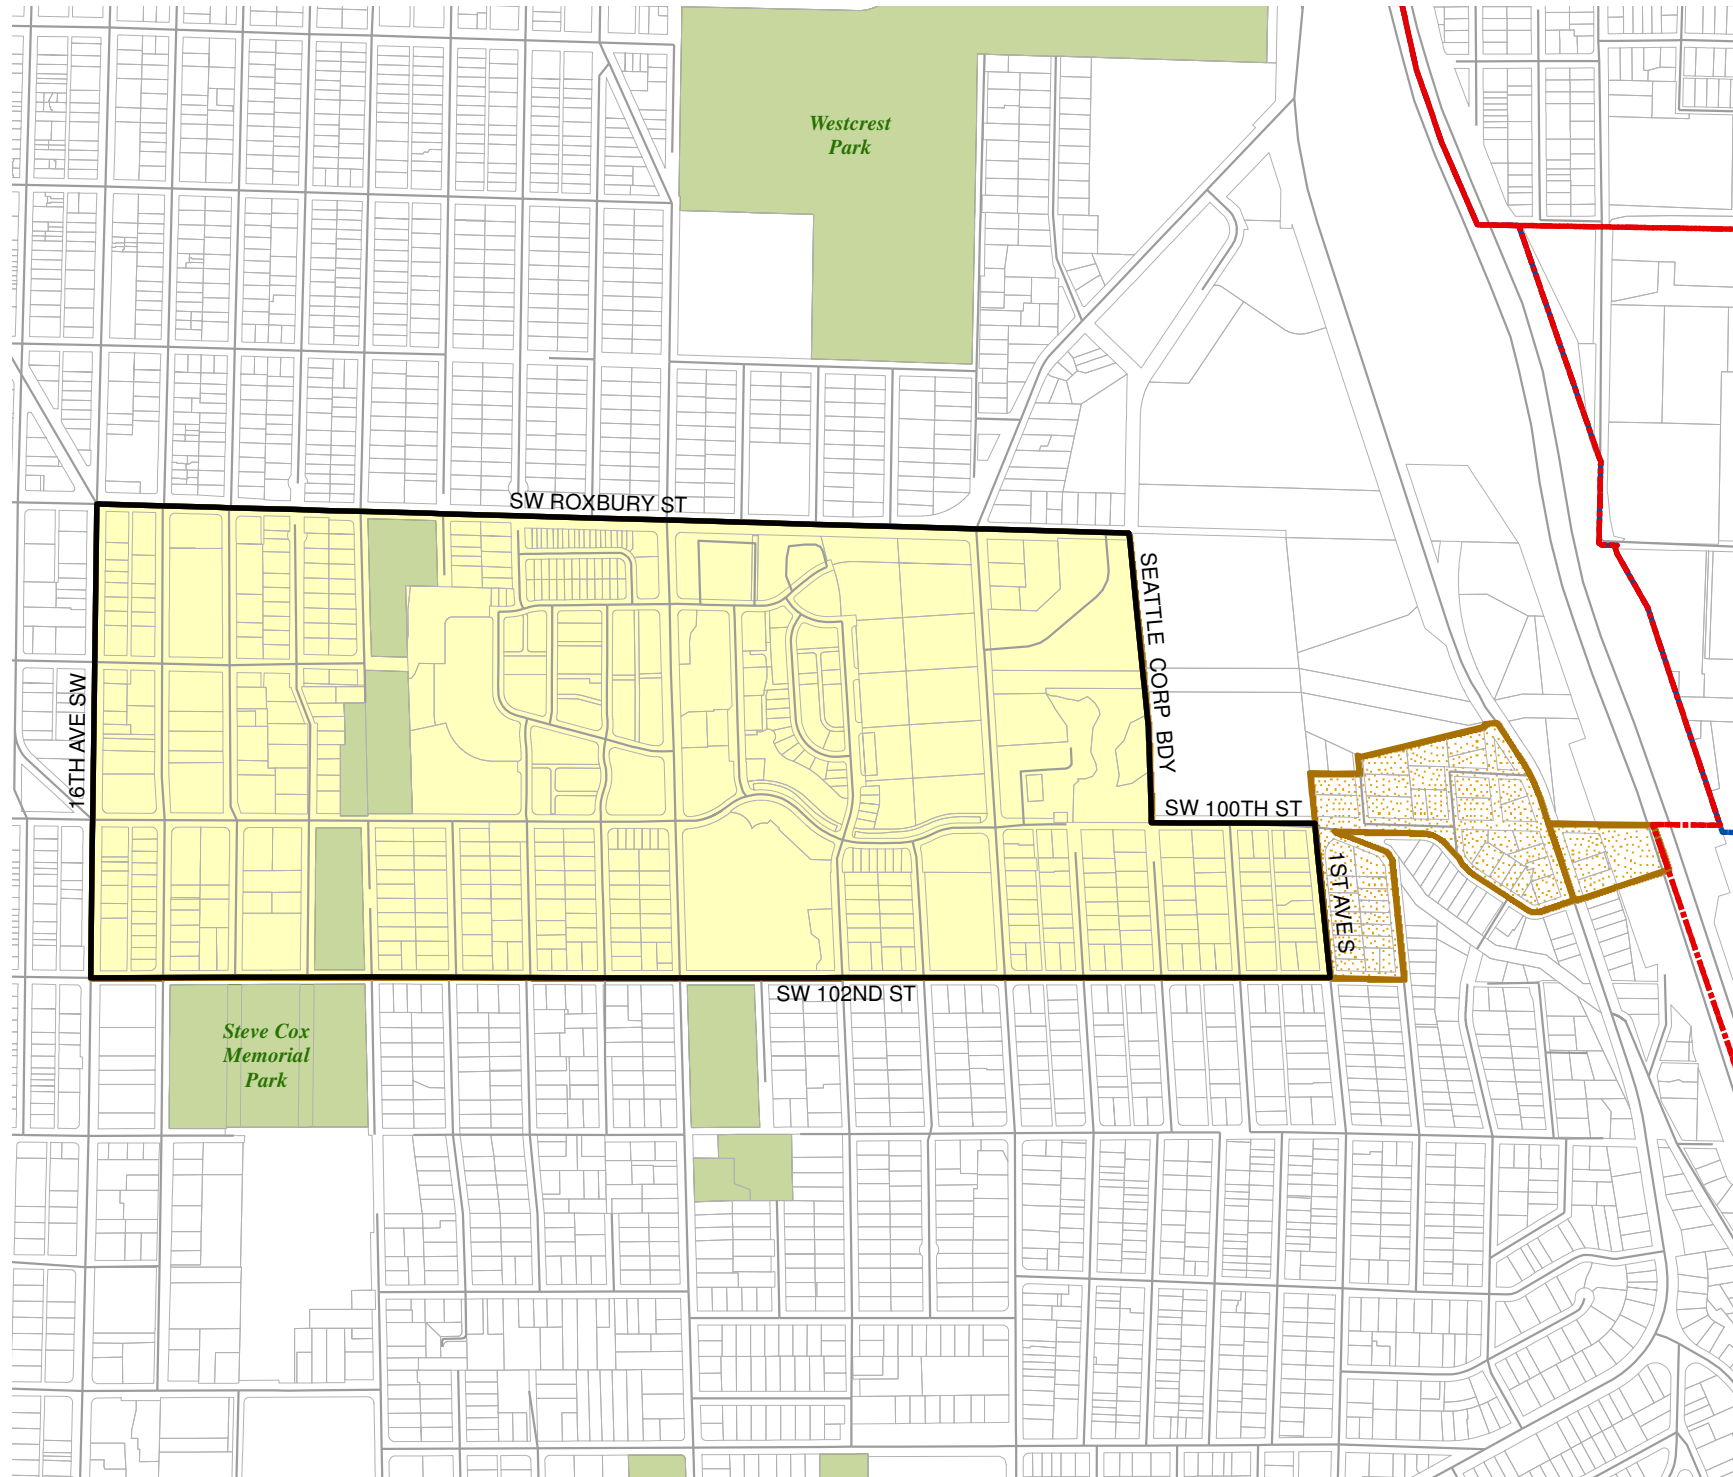 Westcrest
Park
SW ROXBURY ST
SEATTLE CORP BDY
16TH AVE SW
SW 100TH ST
1ST AVE S
SW 102ND ST
Steve Cox
Memorial
Park